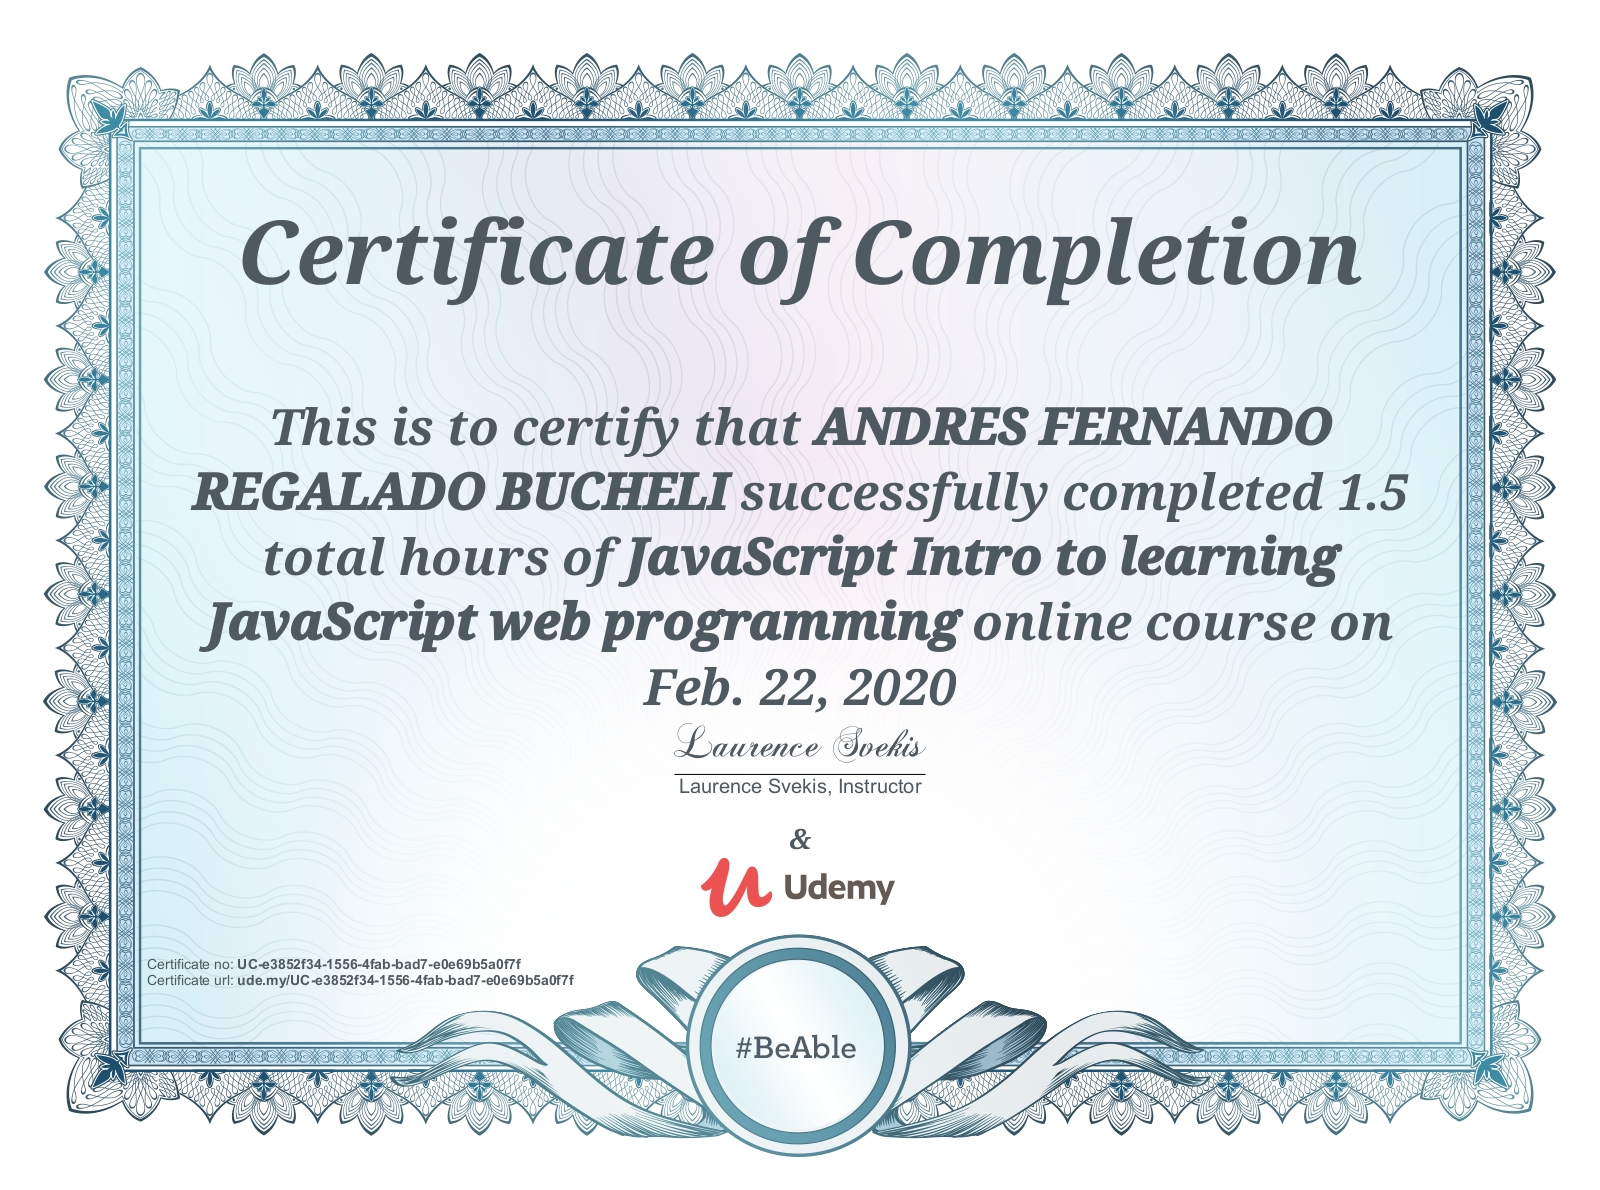 Certificate of Completion
This is to certify that ANDRES FERNANDO
REGALADO BUCHELI successfully completed 1.5
total hours of JavaScript Intro to learning
JavaScript web programming online course on
Feb. 22, 2020
Laurence Svekis
Laurence Svekis, Instructor
&
Udemy
Certificate no: UC-e3852f34-1556-4fab-bad7-e0e69b5a0f7f
Certificate url: ude.my/UC-e3852f34-1556-4fab-bad7-e0e69b5a0f7f
#BeAble